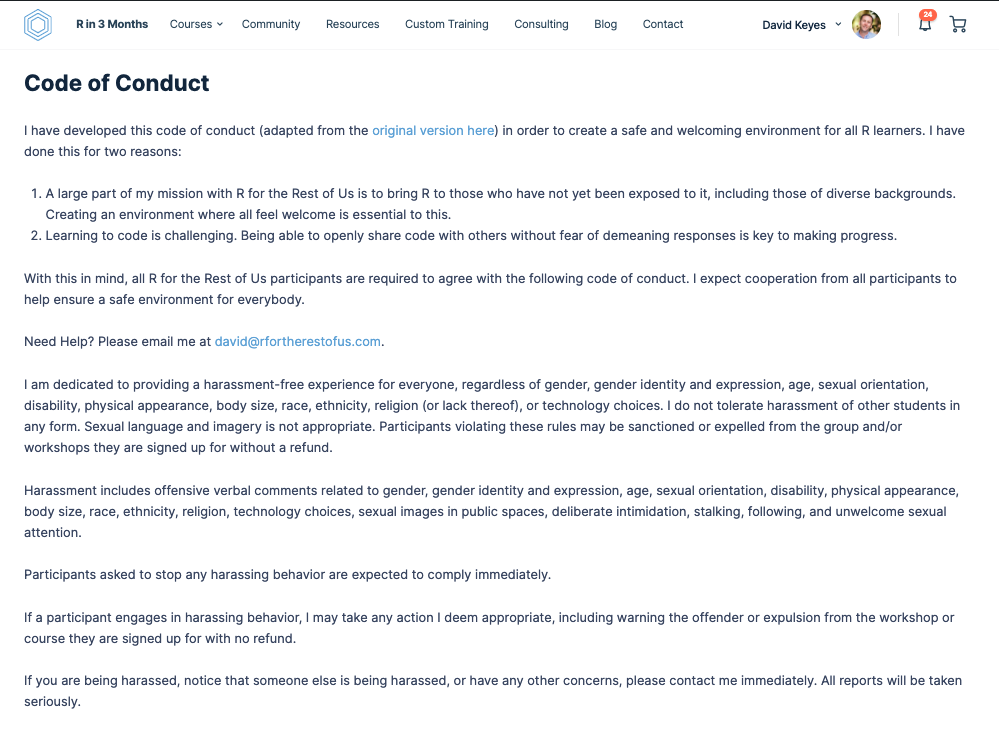 R in 3 Months Courses Community Resources Custom Training Consulting Blog Contact David Keyes 24
Code of Conduct
I have developed this code of conduct (adapted from the original version here) in order to create a safe and welcoming environment for all R learners. I have
done this for two reasons:
1. A large part of my mission with R for the Rest of Us is to bring R to those who have not yet been exposed to it, including those of diverse backgrounds.
Creating an environment where all feel welcome is essential to this.
2. Learning to code is challenging. Being able to openly share code with others without fear of demeaning responses is key to making progress.
With this in mind, all R for the Rest of Us participants are required to agree with the following code of conduct. I expect cooperation from all participants to
help ensure a safe environment for everybody.
Need Help? Please email me at david@rfortherestofus.com.
I am dedicated to providing a harassment-free experience for everyone, regardless of gender, gender identity and expression, age, sexual orientation,
disability, physical appearance, body size, race, ethnicity, religion (or lack thereof), or technology choices. I do not tolerate harassment of other students in
any form. Sexual language and imagery is not appropriate. Participants violating these rules may be sanctioned or expelled from the group and/or
workshops they are signed up for without a refund.
Harassment includes offensive verbal comments related to gender, gender identity and expression, age, sexual orientation, disability, physical appearance,
body size, race, ethnicity, religion, technology choices, sexual images in public spaces, deliberate intimidation, stalking, following, and unwelcome sexual
attention.
Participants asked to stop any harassing behavior are expected to comply immediately.
If a participant engages in harassing behavior, I may take any action I deem appropriate, including warning the offender or expulsion from the workshop or
course they are signed up for with no refund.
If you are being harassed, notice that someone else is being harassed, or have any other concerns, please contact me immediately. All reports will be taken
seriously.